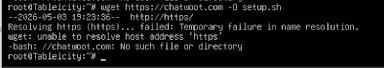 root@Tableicity:~# wget https://chatwoot.com -O setup.sh
--2026-05-03 19:23:36--  http://https/
Resolving https (https)... failed: Temporary failure in name resolution.
wget: unable to resolve host address ‘https’
-bash: //chatwoot.com: No such file or directory
root@Tableicity:~# _